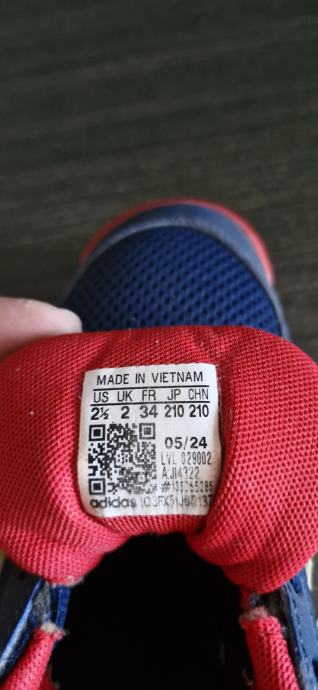 MADE IN VIETNAM
US UK FR JP CHN
2½ 2 34 210 210
05/24
LVL 029002
AJI4322
adidas